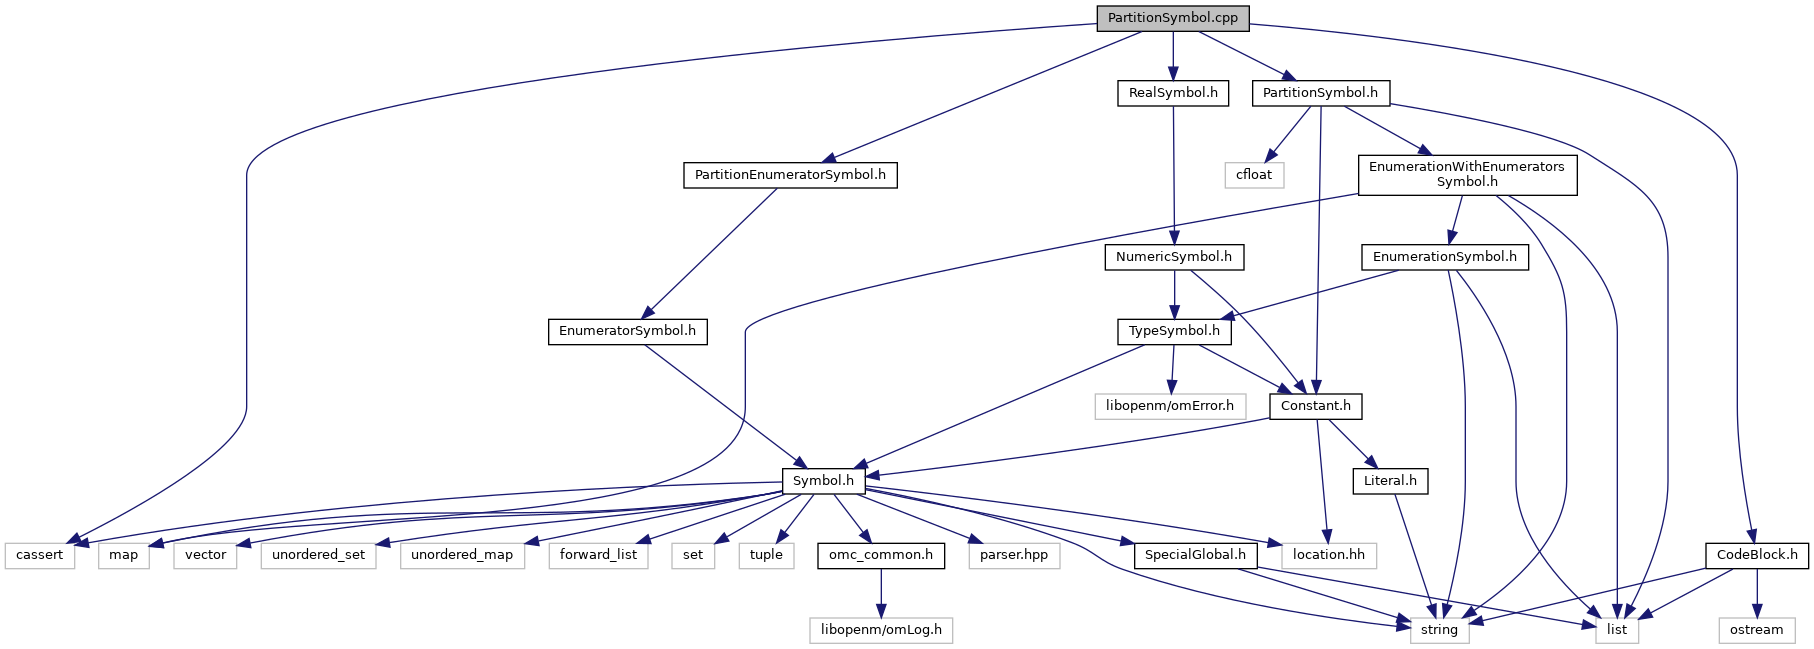 PartitionSymbol.cpp
RealSymbol.h
PartitionSymbol.h
PartitionEnumeratorSymbol.h
cfloat
EnumerationWithEnumerators
Symbol.h
NumericSymbol.h
EnumerationSymbol.h
EnumeratorSymbol.h
TypeSymbol.h
libopenm/omError.h
Constant.h
Symbol.h
Literal.h
cassert
map
vector
unordered_set
unordered_map
forward_list
set
tuple
omc_common.h
parser.hpp
SpecialGlobal.h
location.hh
CodeBlock.h
libopenm/omLog.h
string
list
ostream